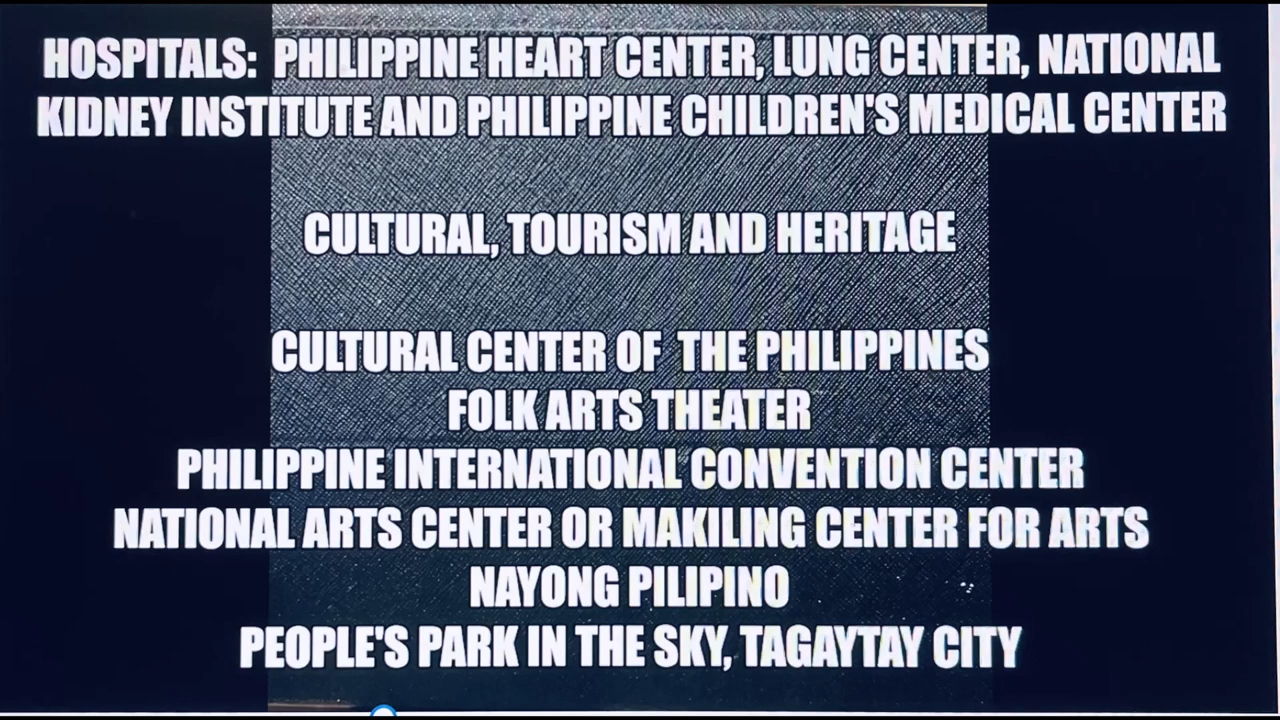 HOSPITALS: PHILIPPINE HEART CENTER, LUNG CENTER, NATIONAL
KIDNEY INSTITUTE AND PHILIPPINE CHILDREN'S MEDICAL CENTER
CULTURAL, TOURISM AND HERITAGE
CULTURAL CENTER OF THE PHILIPPINES
FOLK ARTS THEATER
PHILIPPINE INTERNATIONAL CONVENTION CENTER
NATIONAL ARTS CENTER OR MAKILING CENTER FOR ARTS
NAYONG PILIPINO
PEOPLE'S PARK IN THE SKY, TAGAYTAY CITY